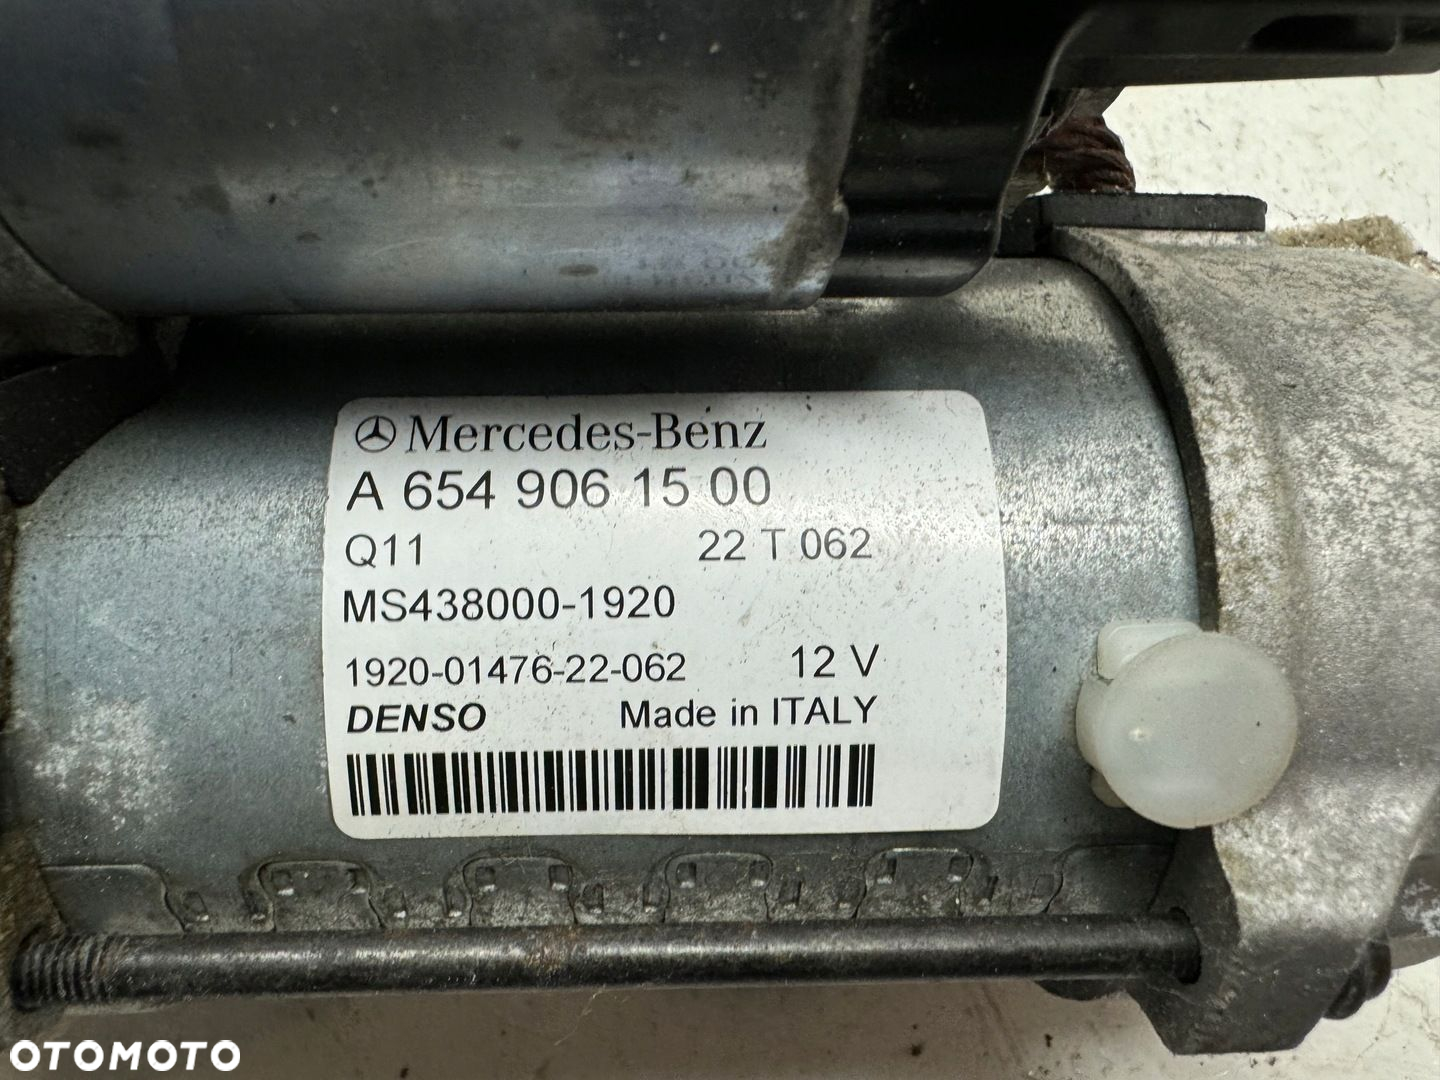 Mercedes-Benz
A 654 906 15 00
Q11 22 T 062
MS438000-1920
1920-01476-22-062 12 V
DENSO Made in ITALY
OTOMOTO